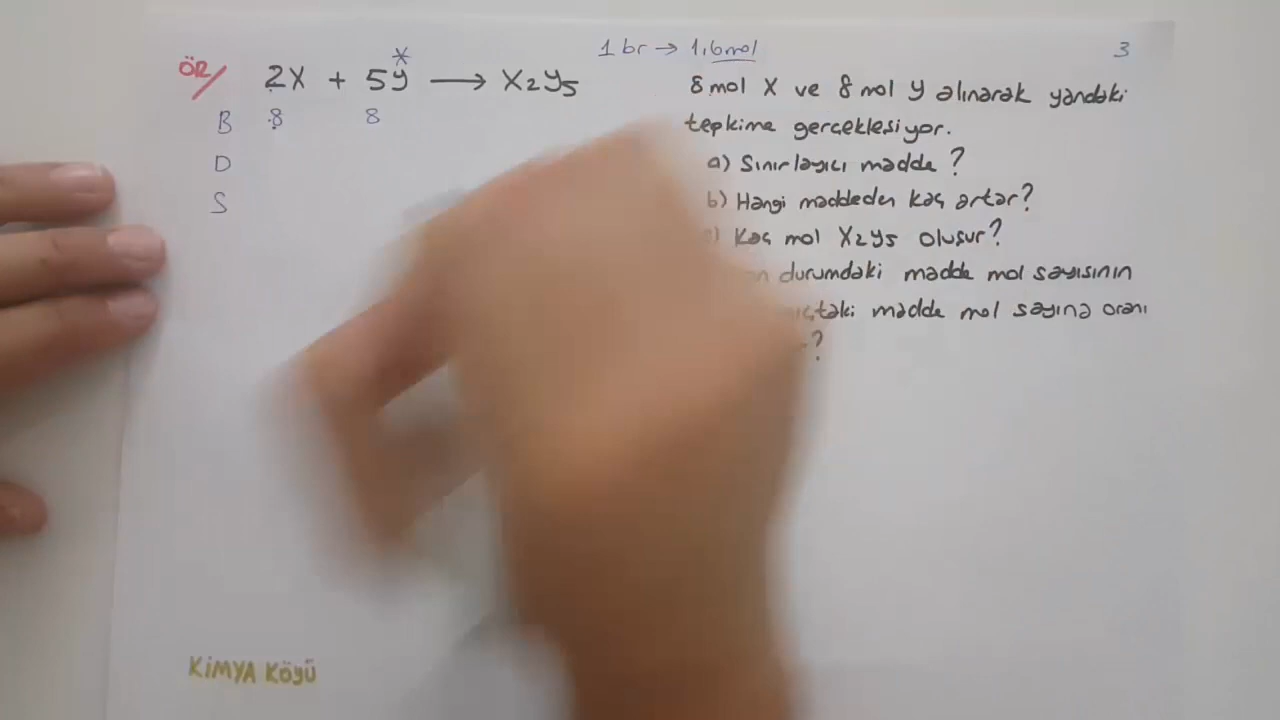 ÖR/ 2X + 5y* → X2y5
B 8 8
D
S
1 br → 1,6mol
3
8 mol X ve 8 mol y alınarak yandaki
tepkime gerçekleşiyor.
a) Sınırlayıcı madde?
b) Hangi maddeden kaç artar?
) Kaç mol X2y5 oluşur?
durumdaki madde mol sayısının
madde mol sayına oranı
?
KİMYA KÖYÜ